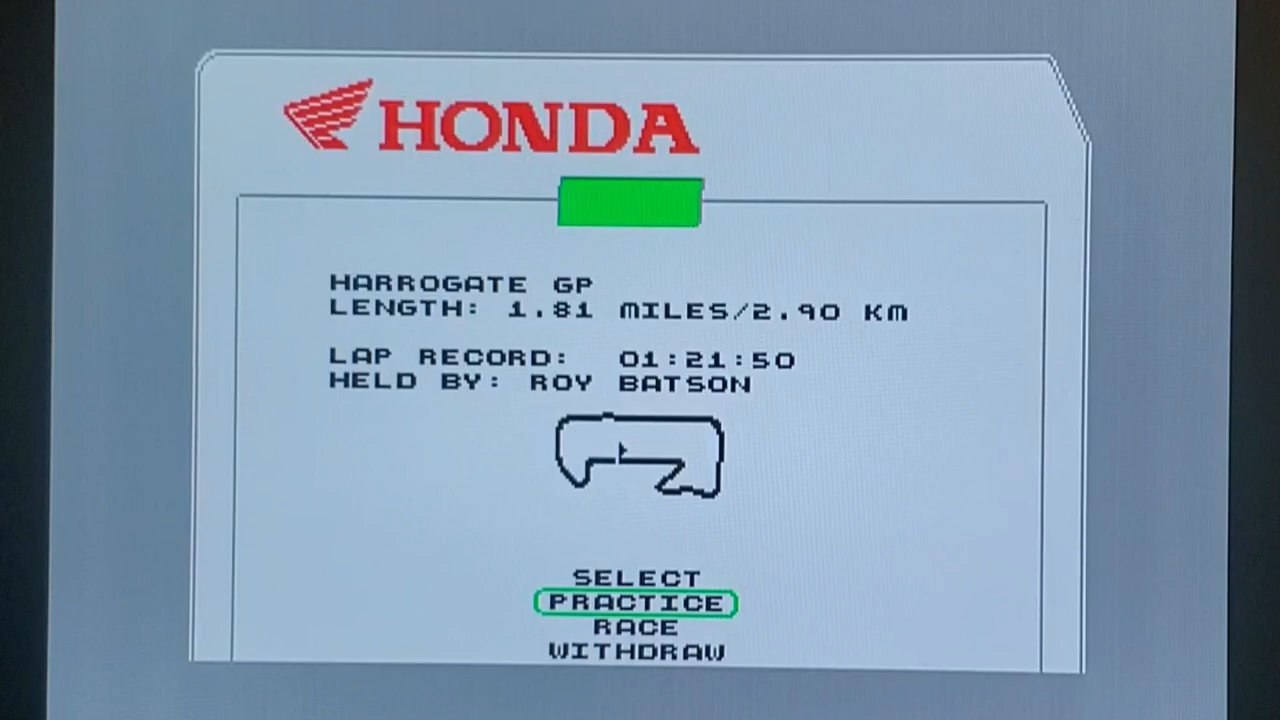 HONDA
HARROGATE GP
LENGTH: 1.81 MILES/2.90 KM
LAP RECORD: 01:21:50
HELD BY: ROY BATSON
SELECT
PRACTICE
RACE
WITHDRAW